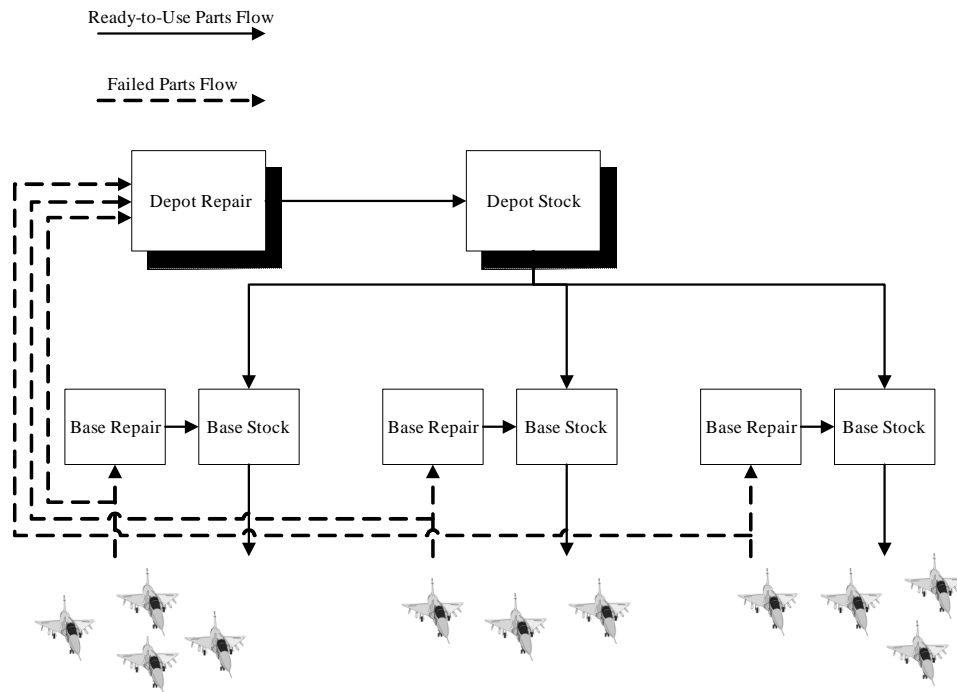 Ready-to-Use Parts Flow
Failed Parts Flow
Depot Repair
Depot Stock
Base Repair
Base Stock
Base Repair
Base Stock
Base Repair
Base Stock